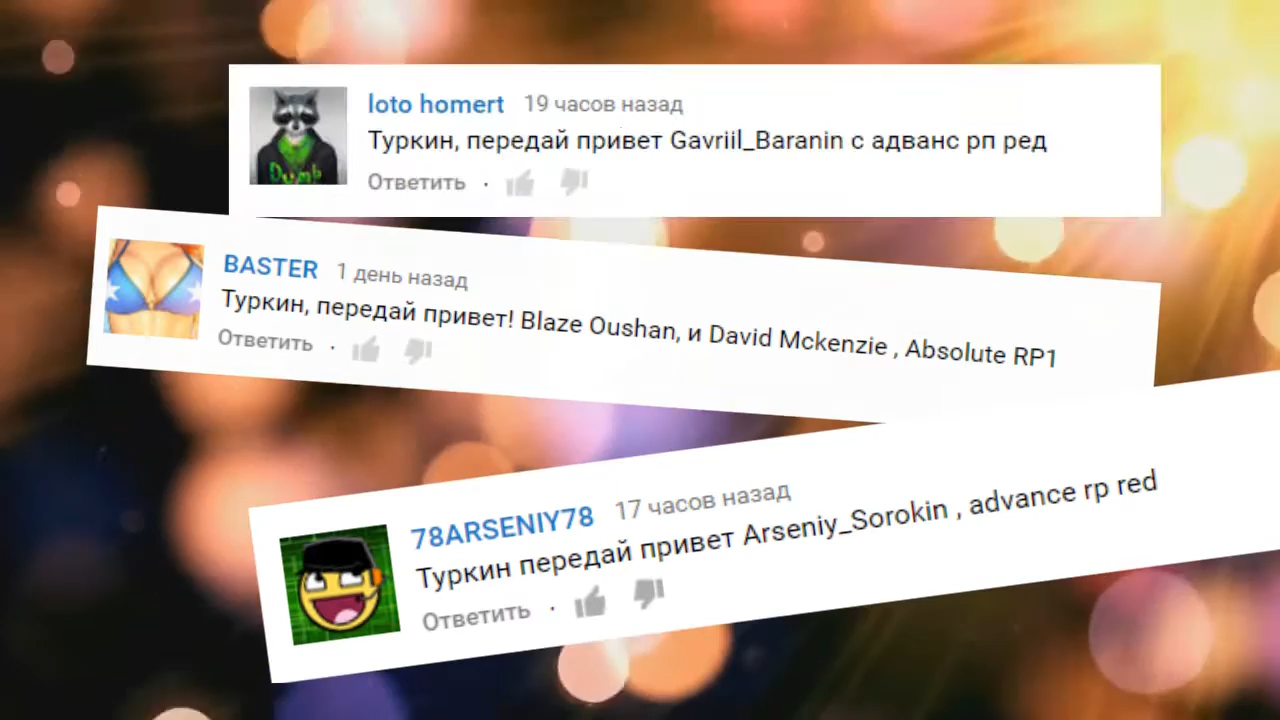 loto homert 19 часов назад
Туркин, передай привет Gavriil_Baranin с адванс рп ред
Ответить ·
Dumb
BASTER 1 день назад
Туркин, передай привет! Blaze Oushan, и David Mckenzie , Absolute RP1
Ответить ·
78ARSENIY78 17 часов назад
Туркин передай привет Arseniy_Sorokin , advance rp red
Ответить ·